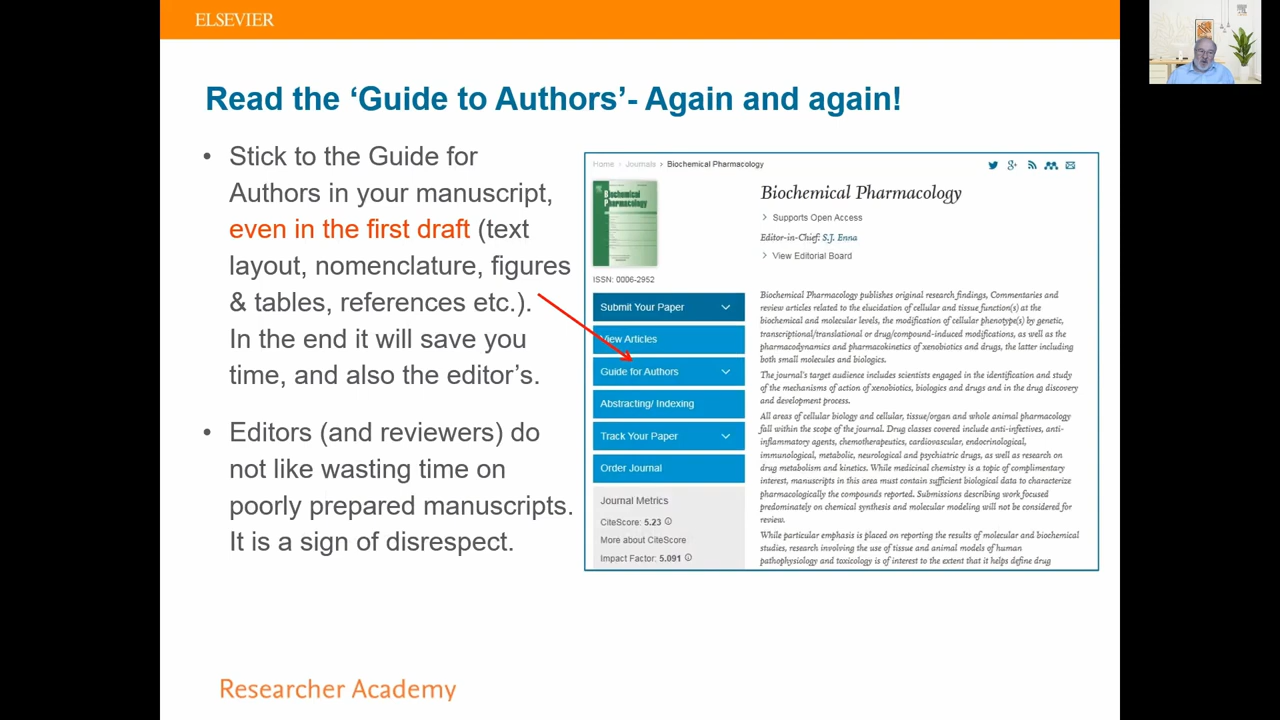 ELSEVIER
Read the ‘Guide to Authors’- Again and again!
• Stick to the Guide for
Authors in your manuscript,
even in the first draft (text
layout, nomenclature, figures
& tables, references etc.).
In the end it will save you
time, and also the editor’s.
• Editors (and reviewers) do
not like wasting time on
poorly prepared manuscripts.
It is a sign of disrespect.
Home › Journals › Biochemical Pharmacology
Biochemical
Pharmacology
ISSN: 0006-2952
Submit Your Paper
View Articles
Guide for Authors
Abstracting/ Indexing
Track Your Paper
Order Journal
Journal Metrics
CiteScore: 5.23
More about CiteScore
Impact Factor: 5.091
Biochemical Pharmacology
Supports Open Access
Editor-in-Chief: S.J. Enna
View Editorial Board
Biochemical Pharmacology publishes original research findings, Commentaries and
review articles related to the elucidation of cellular and tissue function(s) at the
biochemical and molecular levels, the modification of cellular phenotype(s) by genetic,
transcriptional/translational or drug/compound-induced modifications, as well as the
pharmacodynamics and pharmacokinetics of xenobiotics and drugs, the latter including
both small molecules and biologics.
The journal's target audience includes scientists engaged in the identification and study
of the mechanisms of action of xenobiotics, biologics and drugs and in the drug discovery
and development process.
All areas of cellular biology and cellular, tissue/organ and whole animal pharmacology
fall within the scope of the journal. Drug classes covered include anti-infectives, anti-
inflammatory agents, chemotherapeutics, cardiovascular, endocrinological,
immunological, metabolic, neurological and psychiatric drugs, as well as research on
drug metabolism and kinetics. While medicinal chemistry is a topic of complimentary
interest, manuscripts in this area must contain sufficient biological data to characterize
pharmacologically the compounds reported. Submissions describing work focused
predominately on chemical synthesis and molecular modeling will not be considered for
review.
While particular emphasis is placed on reporting the results of molecular and biochemical
studies, research involving the use of tissue and animal models of human
pathophysiology and toxicology is of interest to the extent that it helps define drug
Researcher Academy